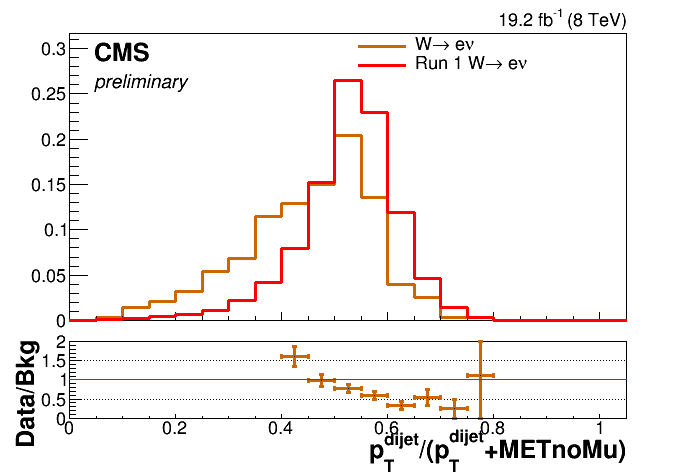 19.2 fb⁻¹ (8 TeV)
CMS
preliminary
W→ eν
Run 1 W→ eν
0.3
0.25
0.2
0.15
0.1
0.05
0
Data/Bkg
2
1.5
1
0.5
0
0 0.2 0.4 0.6 0.8 1
p_T^dijet/(p_T^dijet+METnoMu)